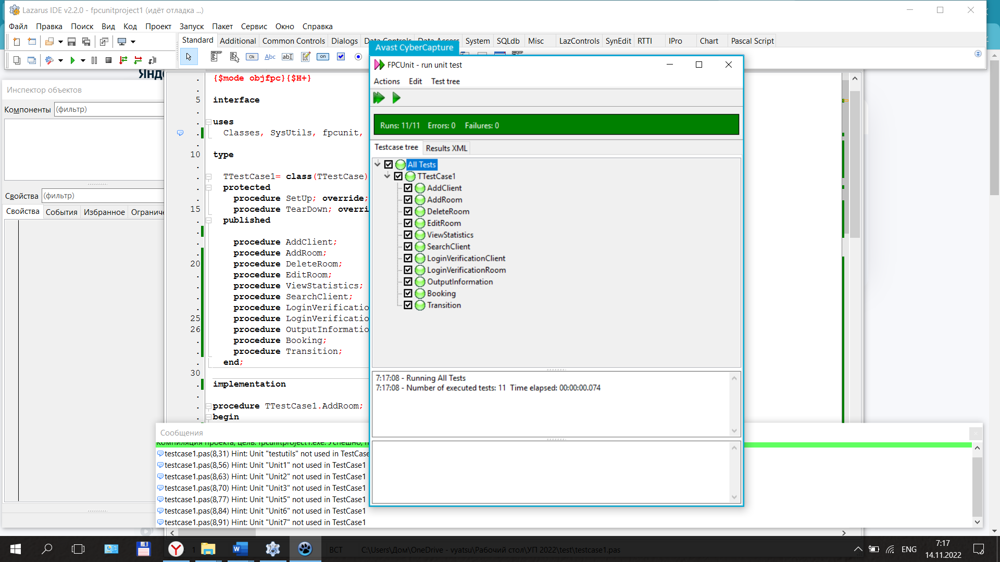 Lazarus IDE v2.2.0 - fpcunitproject1 (идёт отладка ...)
Файл Правка Поиск Вид Код Проект Запуск Пакет Сервис Окно Справка
Standard Additional Common Controls Dialogs Data Controls Data Access System SQLdb Misc LazControls SynEdit RTTI IPro Chart Pascal Script
Ok Abc abI on
Янде
Инспектор объектов
Компоненты (фильтр)
Свойства (фильтр)
Свойства События Избранное Ограниче
{$mode objfpc}{$H+}
5 interface
uses
Classes, SysUtils, fpcunit,
10 type
TTestCase1= class(TTestCase)
protected
procedure SetUp; override;
15 procedure TearDown; overri
published
procedure AddClient;
procedure AddRoom;
20 procedure DeleteRoom;
procedure EditRoom;
procedure ViewStatistics;
procedure SearchClient;
procedure LoginVerificatio
25 procedure LoginVerificatio
26 procedure OutputInformatio
procedure Booking;
procedure Transition;
end;
30
implementation
procedure TTestCase1.AddRoom;
begin
Avast CyberCapture
FPCUnit - run unit test
Actions Edit Test tree
Runs: 11/11 Errors: 0 Failures: 0
Testcase tree Results XML
All Tests
TTestCase1
AddClient
AddRoom
DeleteRoom
EditRoom
ViewStatistics
SearchClient
LoginVerificationClient
LoginVerificationRoom
OutputInformation
Booking
Transition
7:17:08 - Running All Tests
7:17:08 - Number of executed tests: 11 Time elapsed: 00:00:00.074
Сообщения
Компиляция проекта, цель: fpcunitproject1.exe: Успешно,
testcase1.pas(8,31) Hint: Unit "testutils" not used in TestCase
testcase1.pas(8,56) Hint: Unit "Unit1" not used in TestCase1
testcase1.pas(8,63) Hint: Unit "Unit2" not used in TestCase1
testcase1.pas(8,70) Hint: Unit "Unit3" not used in TestCase1
testcase1.pas(8,77) Hint: Unit "Unit5" not used in TestCase1
testcase1.pas(8,84) Hint: Unit "Unit6" not used in TestCase1
testcase1.pas(8,91) Hint: Unit "Unit7" not used in TestCase1
1 ВСТ C:\Users\Дом\OneDrive - vyatsu\Рабочий стол\УП 2022\test\testcase1.pas
ENG
7:17
14.11.2022